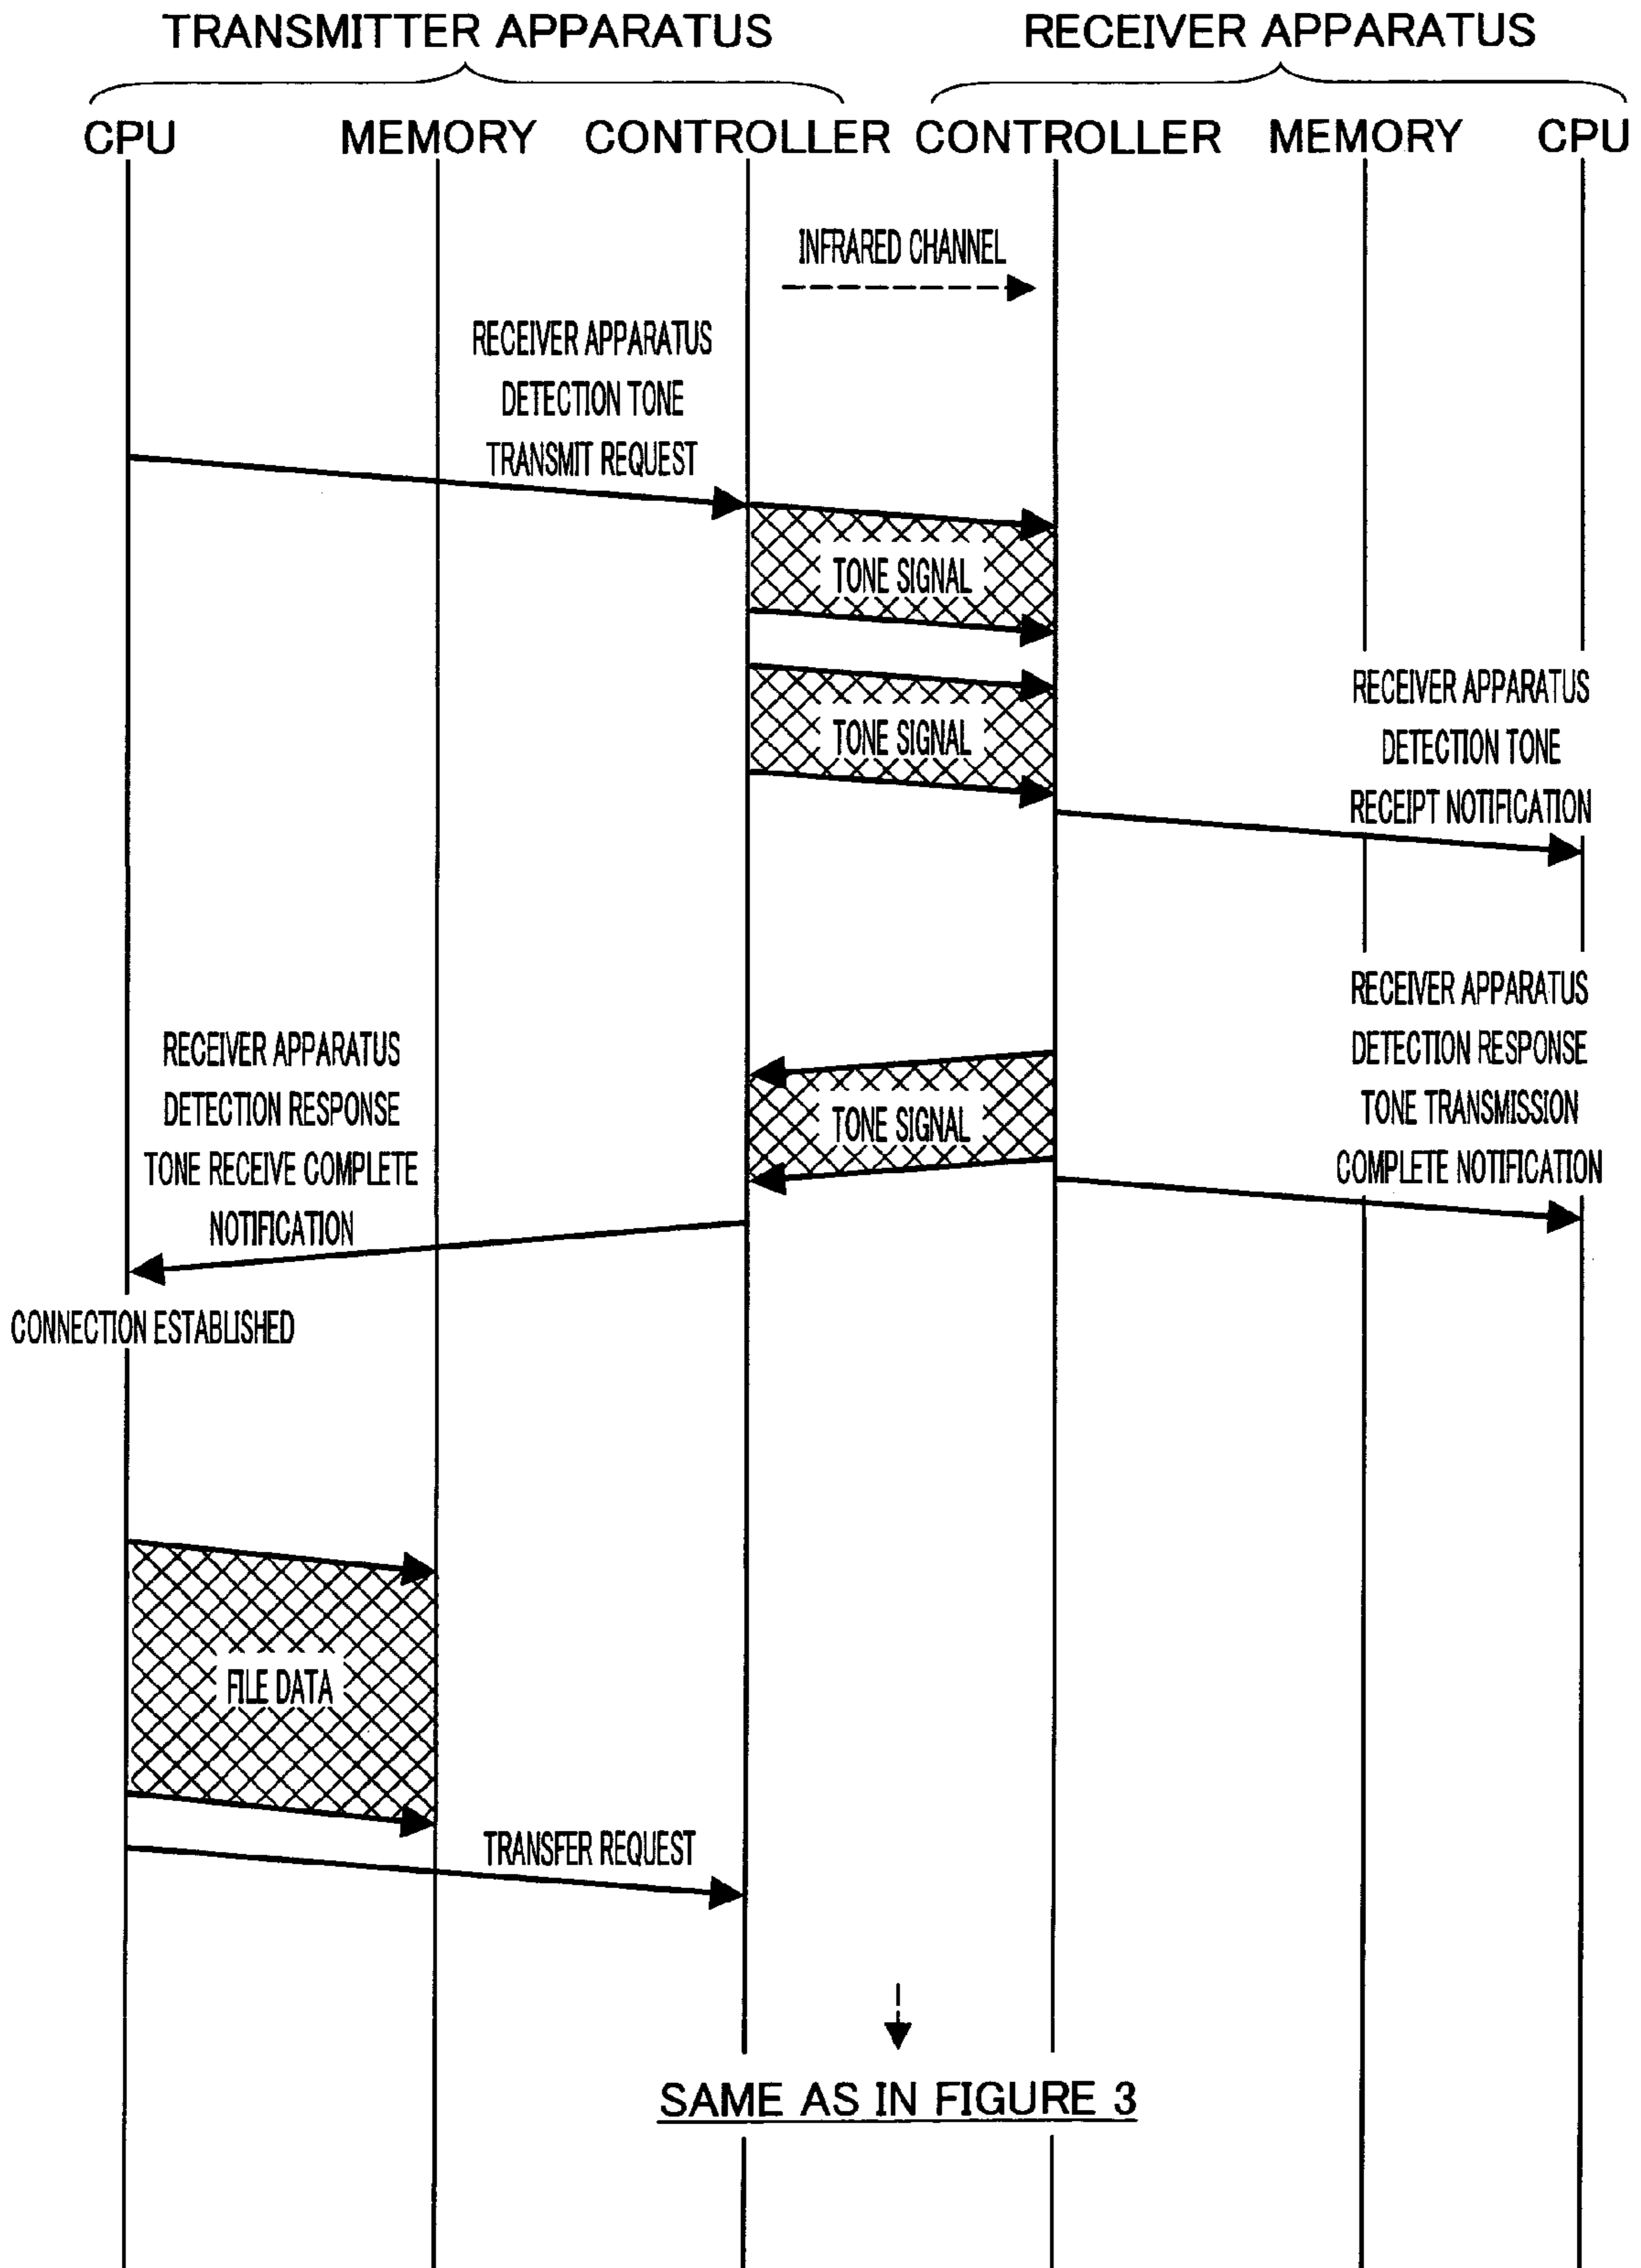 TRANSMITTER APPARATUS RECEIVER APPARATUS
CPU MEMORY CONTROLLER CONTROLLER MEMORY CPU
INFRARED CHANNEL
RECEIVER APPARATUS
DETECTION TONE
TRANSMIT REQUEST
TONE SIGNAL
TONE SIGNAL
RECEIVER APPARATUS
DETECTION TONE
RECEIPT NOTIFICATION
RECEIVER APPARATUS
DETECTION RESPONSE
TONE TRANSMISSION
COMPLETE NOTIFICATION
TONE SIGNAL
RECEIVER APPARATUS
DETECTION RESPONSE
TONE RECEIVE COMPLETE
NOTIFICATION
CONNECTION ESTABLISHED
FILE DATA
TRANSFER REQUEST
SAME AS IN FIGURE 3